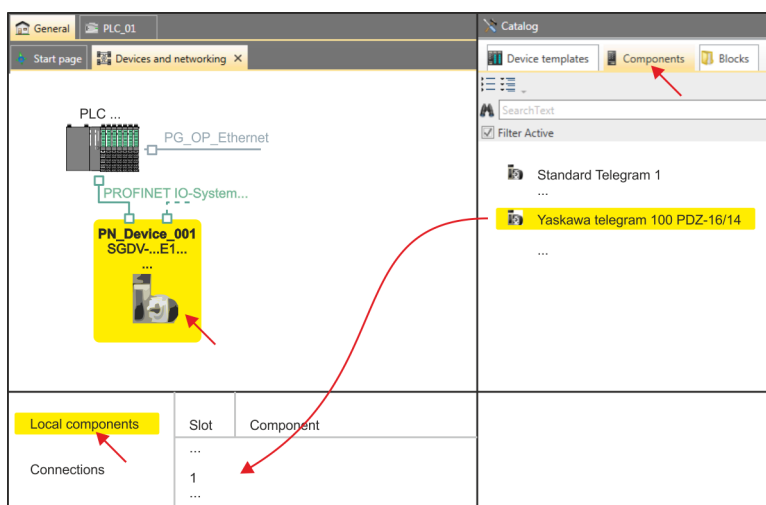 General
PLC_01
Catalog
Start page
Devices and networking ×
Device templates
Components
Blocks
SearchText
Filter Active
PLC ...
PG_OP_Ethernet
PROFINET IO-System...
PN_Device_001
SGDV-...E1...
...
Standard Telegram 1
...
Yaskawa telegram 100 PDZ-16/14
...
Local components
Slot
Component
...
Connections
1
...